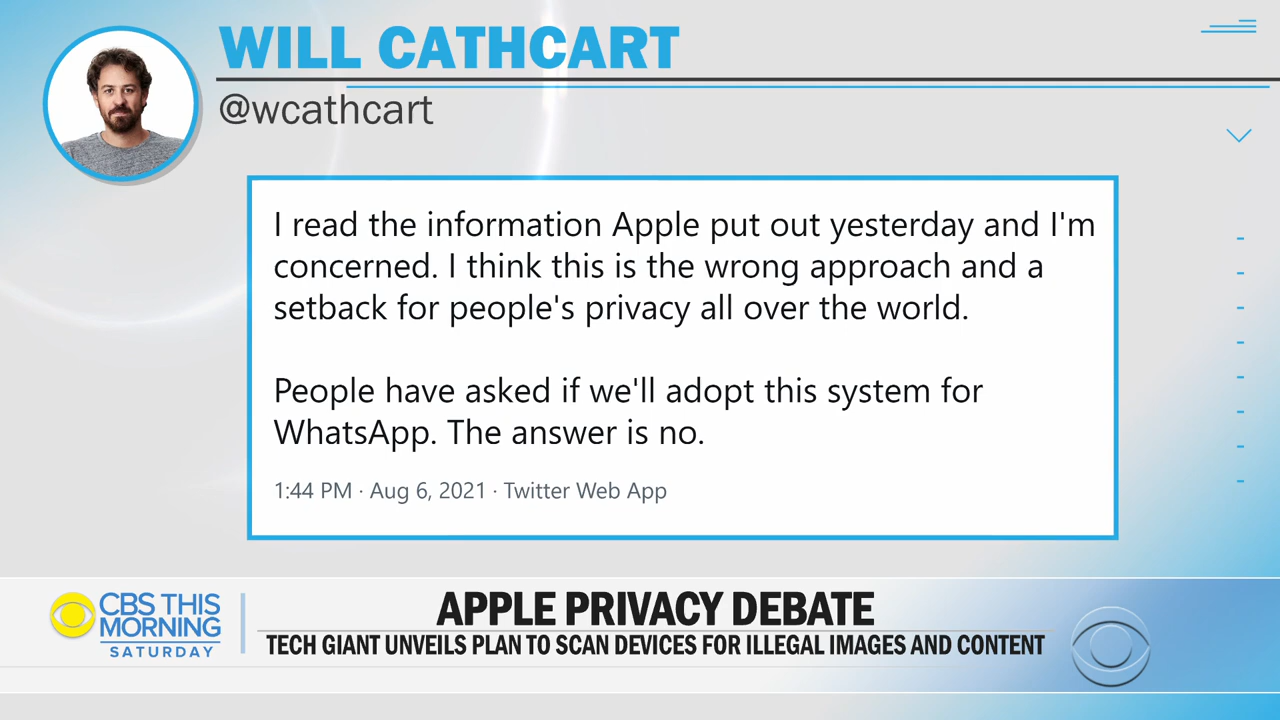 WILL CATHCART
@wcathcart
I read the information Apple put out yesterday and I'm
concerned. I think this is the wrong approach and a
setback for people's privacy all over the world.
People have asked if we'll adopt this system for
WhatsApp. The answer is no.
1:44 PM · Aug 6, 2021 · Twitter Web App
CBS THIS
MORNING
SATURDAY
APPLE PRIVACY DEBATE
TECH GIANT UNVEILS PLAN TO SCAN DEVICES FOR ILLEGAL IMAGES AND CONTENT